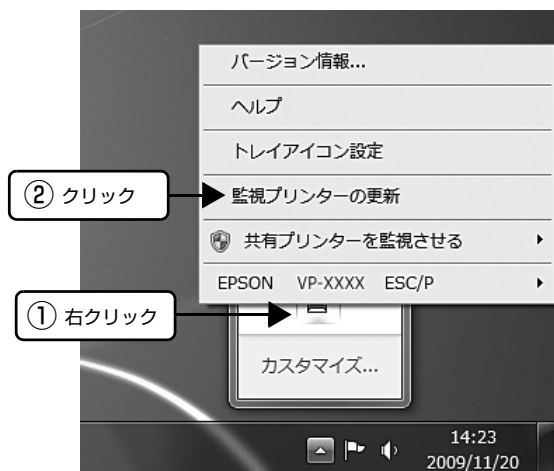 バージョン情報...
ヘルプ
トレイアイコン設定
② クリック
監視プリンターの更新
共有プリンターを監視させる
EPSON VP-XXXX ESC/P
① 右クリック
カスタマイズ...
14:23
2009/11/20